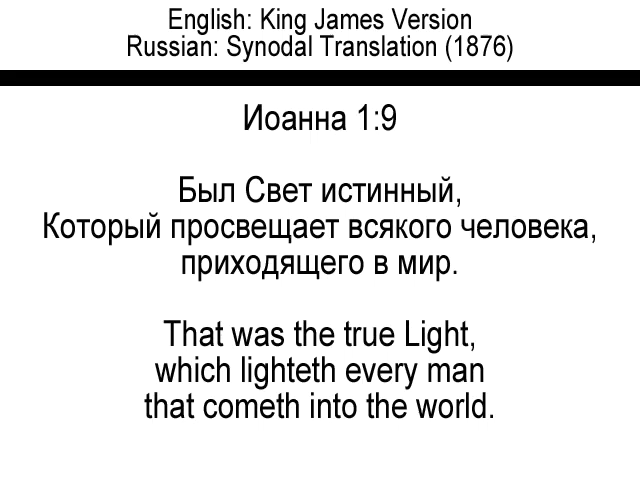 English: King James Version
Russian: Synodal Translation (1876)
Иоанна 1:9
Был Свет истинный,
Который просвещает всякого человека,
приходящего в мир.
That was the true Light,
which lighteth every man
that cometh into the world.